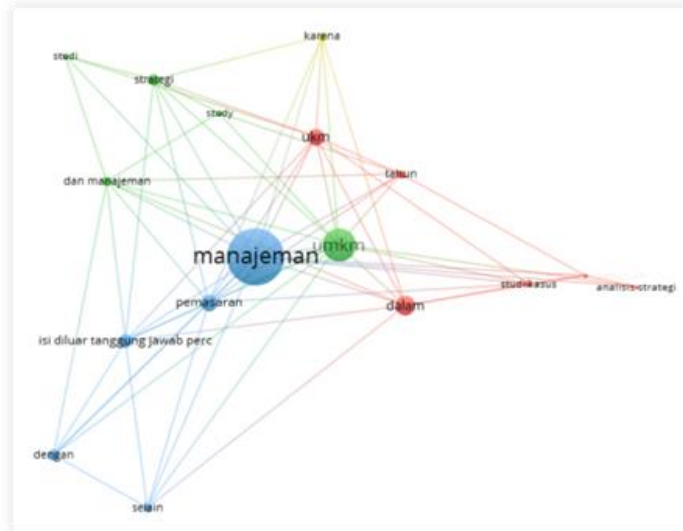 karena
studi
strategi
study
ukm
tahun
dan manajeman
umkm
manajeman
studi kasus
analisis strategi
pemasaran
dalam
isi diluar tanggung jawab perc
dengan
selain